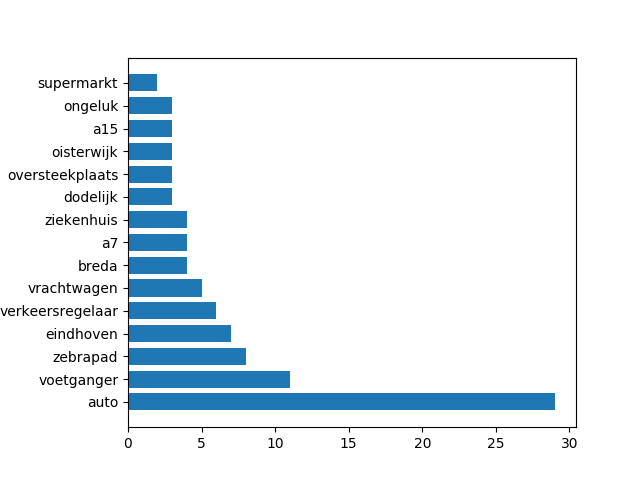 supermarkt
ongeluk
a15
oisterwijk
oversteekplaats
dodelijk
ziekenhuis
a7
breda
vrachtwagen
verkeersregelaar
eindhoven
zebrapad
voetganger
auto
0 5 10 15 20 25 30